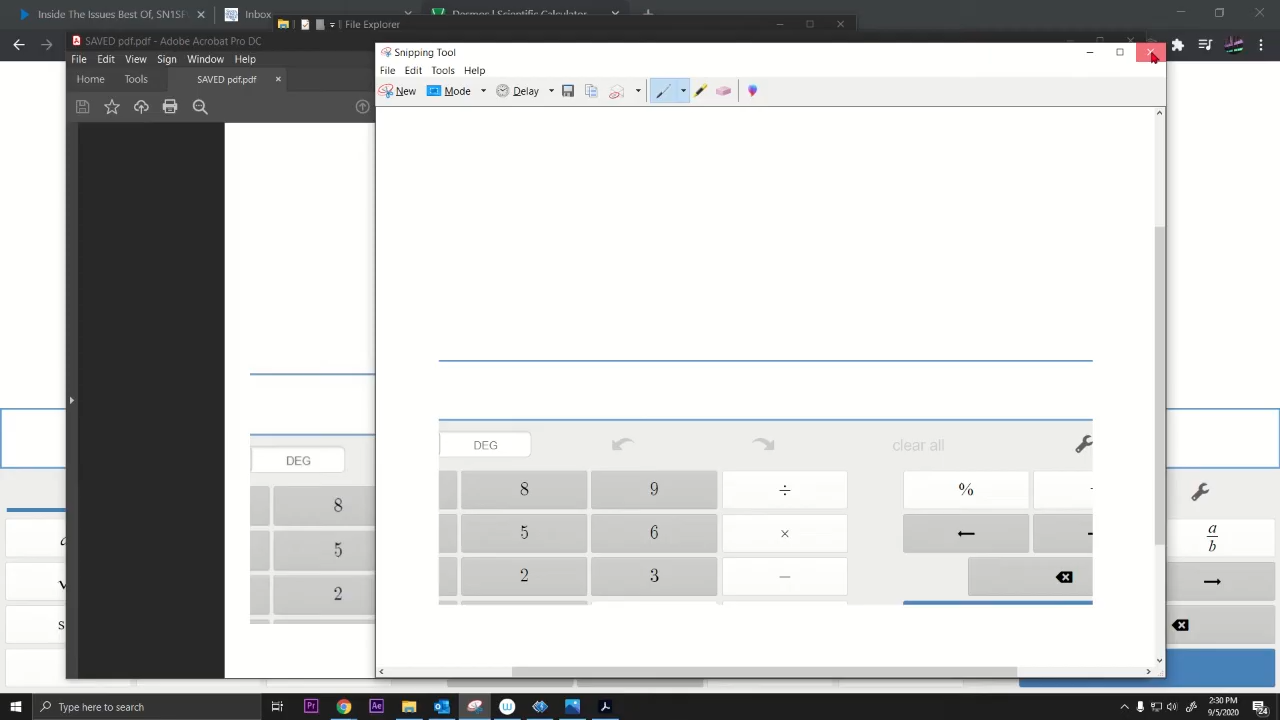 Inside The Issues Best Of, SN1SE
Inbox
Desmos | Scientific Calculator
File Explorer
SAVED pdf.pdf - Adobe Acrobat Pro DC
File Edit View Sign Window Help
Home Tools SAVED pdf.pdf
DEG
8
5
2
Snipping Tool
File Edit Tools Help
New Mode Delay
DEG clear all
8 9 ÷ %
5 6 × ←
2 3 −
a
b
→
Type here to search
2:30 PM
9/5/2020
24